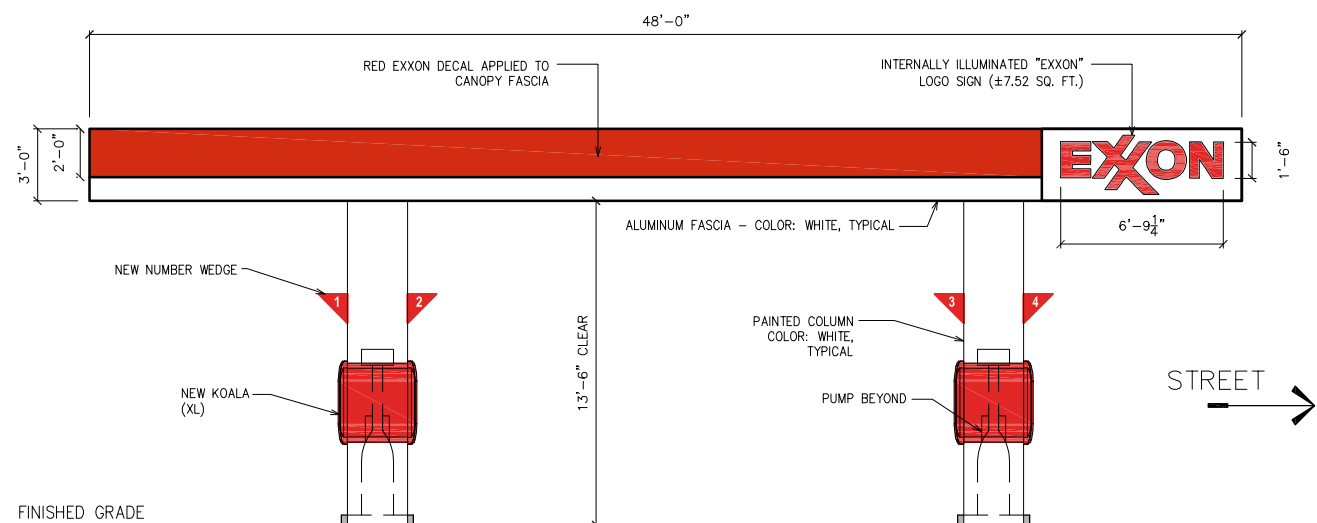 48'-0"
RED EXXON DECAL APPLIED TO
CANOPY FASCIA
INTERNALLY ILLUMINATED "EXXON"
LOGO SIGN (±7.52 SQ. FT.)
3'-0"
2'-0"
EXXON
1'-6"
6'-9 1/4"
ALUMINUM FASCIA - COLOR: WHITE, TYPICAL
NEW NUMBER WEDGE
1
2
3
4
PAINTED COLUMN
COLOR: WHITE,
TYPICAL
13'-6" CLEAR
NEW KOALA
(XL)
PUMP BEYOND
STREET
FINISHED GRADE